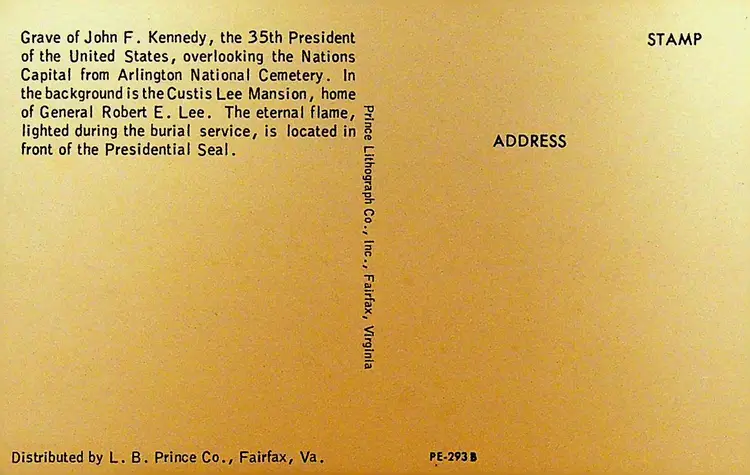 Grave of John F. Kennedy, the 35th President
of the United States, overlooking the Nations
Capital from Arlington National Cemetery. In
the background is the Custis Lee Mansion, home
of General Robert E. Lee. The eternal flame,
lighted during the burial service, is located in
front of the Presidential Seal.
Prince Lithograph Co., Inc., Fairfax, Virginia
STAMP
ADDRESS
Distributed by L. B. Prince Co., Fairfax, Va.
PE-293B